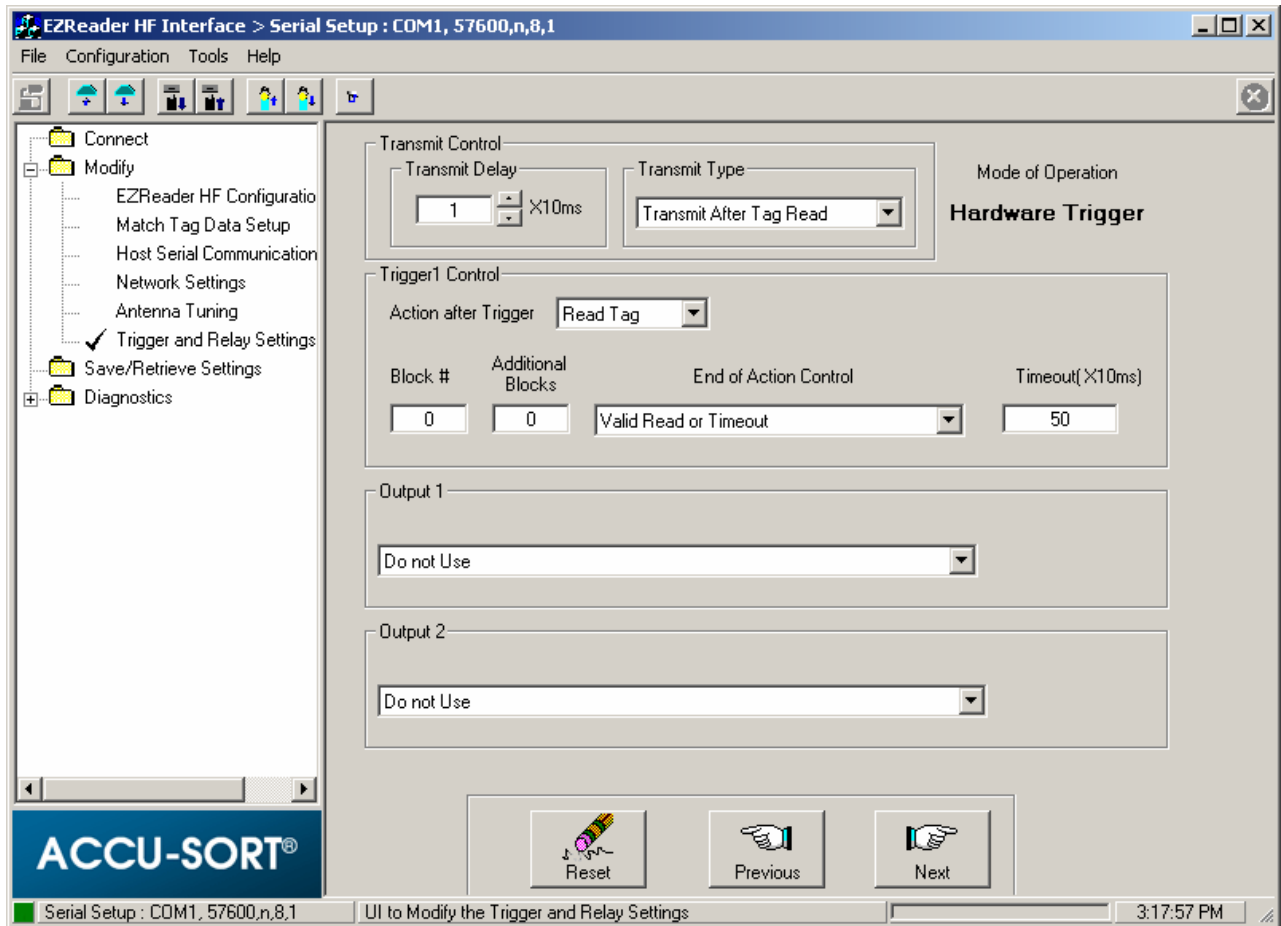 EZReader HF Interface > Serial Setup : COM1, 57600,n,8,1
File Configuration Tools Help
Connect
Modify
EZReader HF Configuratio
Match Tag Data Setup
Host Serial Communication
Network Settings
Antenna Tuning
Trigger and Relay Settings
Save/Retrieve Settings
Diagnostics
ACCU-SORT®
Transmit Control
Transmit Delay
1 X10ms
Transmit Type
Transmit After Tag Read
Mode of Operation
Hardware Trigger
Trigger1 Control
Action after Trigger Read Tag
Block # Additional Blocks End of Action Control Timeout( X10ms)
0 0 Valid Read or Timeout 50
Output 1
Do not Use
Output 2
Do not Use
Reset Previous Next
Serial Setup : COM1, 57600,n,8,1 UI to Modify the Trigger and Relay Settings 3:17:57 PM